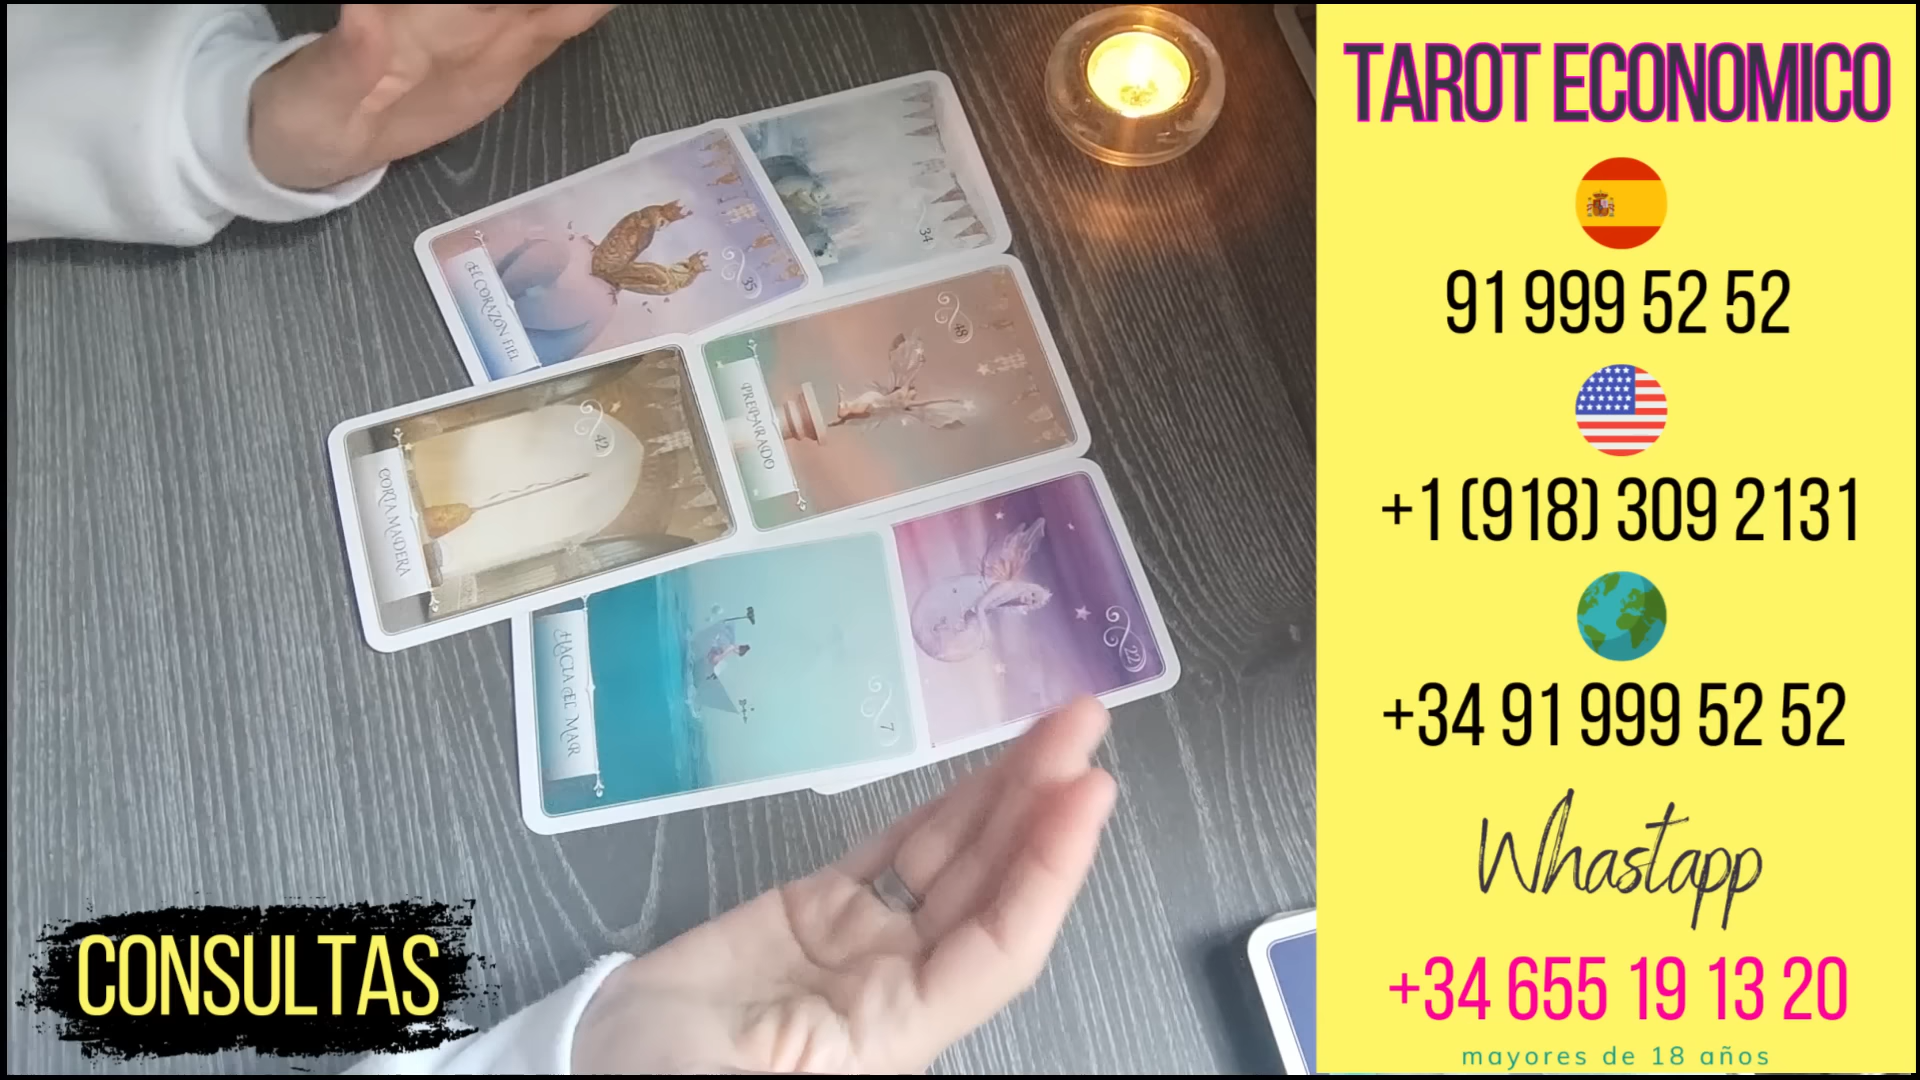 TAROT ECONOMICO
91 999 52 52
+1 (918) 309 2131
+34 91 999 52 52
Whastapp
+34 655 19 13 20
mayores de 18 años
34
35
EL CORAZÓN FIEL
48
PREPARADO
42
CORTA MADERA
22
7
HACIA EL MAR
CONSULTAS